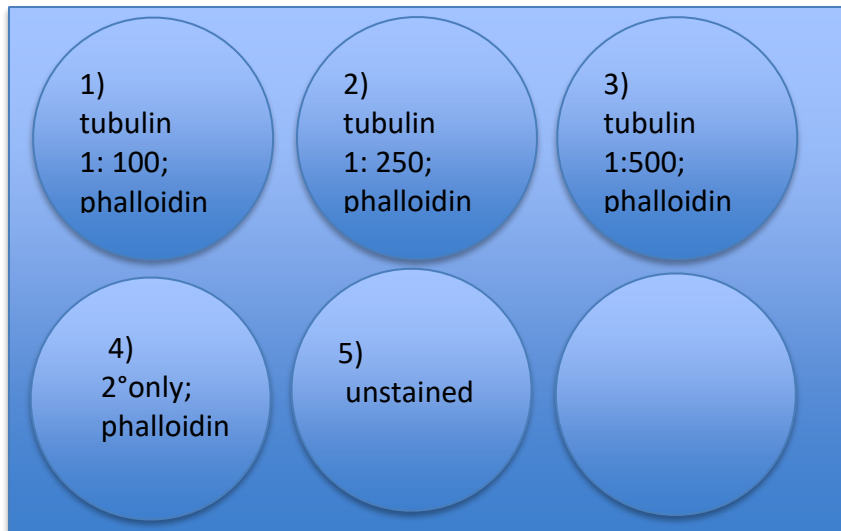 1)
tubulin
1: 100;
phalloidin
2)
tubulin
1: 250;
phalloidin
3)
tubulin
1:500;
phalloidin
4)
2°only;
phalloidin
5)
unstained